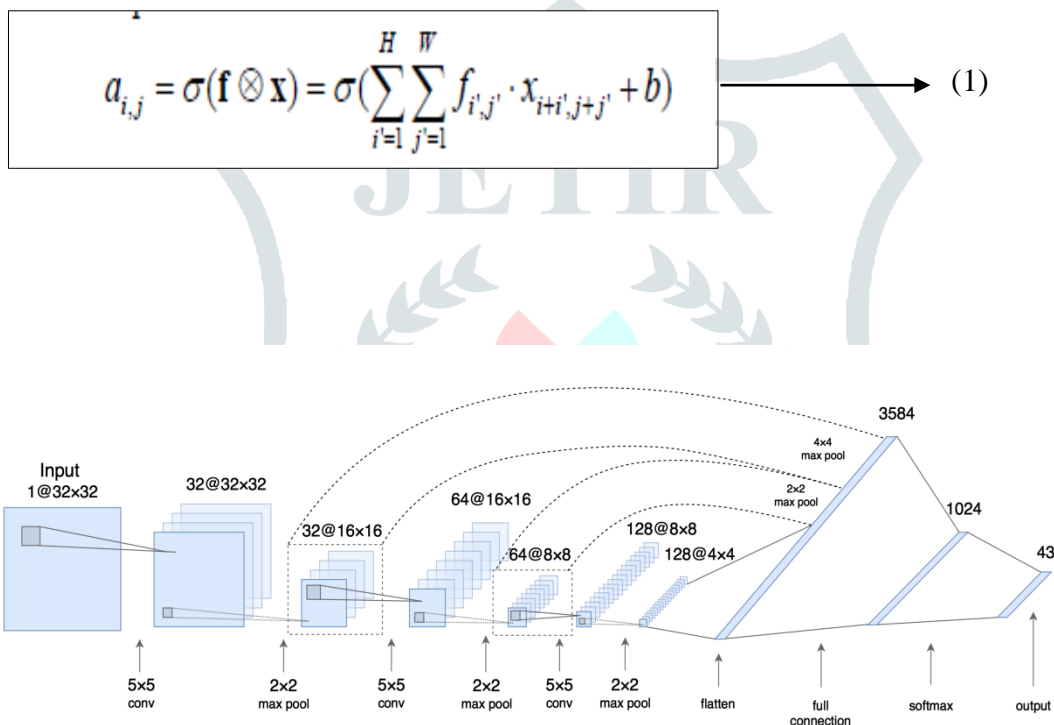 a_{i,j} = σ(f ⊗ x) = σ(∑_{i'=1}^{H} ∑_{j'=1}^{W} f_{i',j'} · x_{i+i',j+j'} + b)
(1)
JETIR
3584
4×4
max pool
Input
1@32×32
32@32×32
64@16×16
2×2
max pool
1024
32@16×16
128@8×8
64@8×8
128@4×4
43
5×5
conv
2×2
max pool
5×5
conv
2×2
max pool
5×5
conv
2×2
max pool
flatten
full
connection
softmax
output